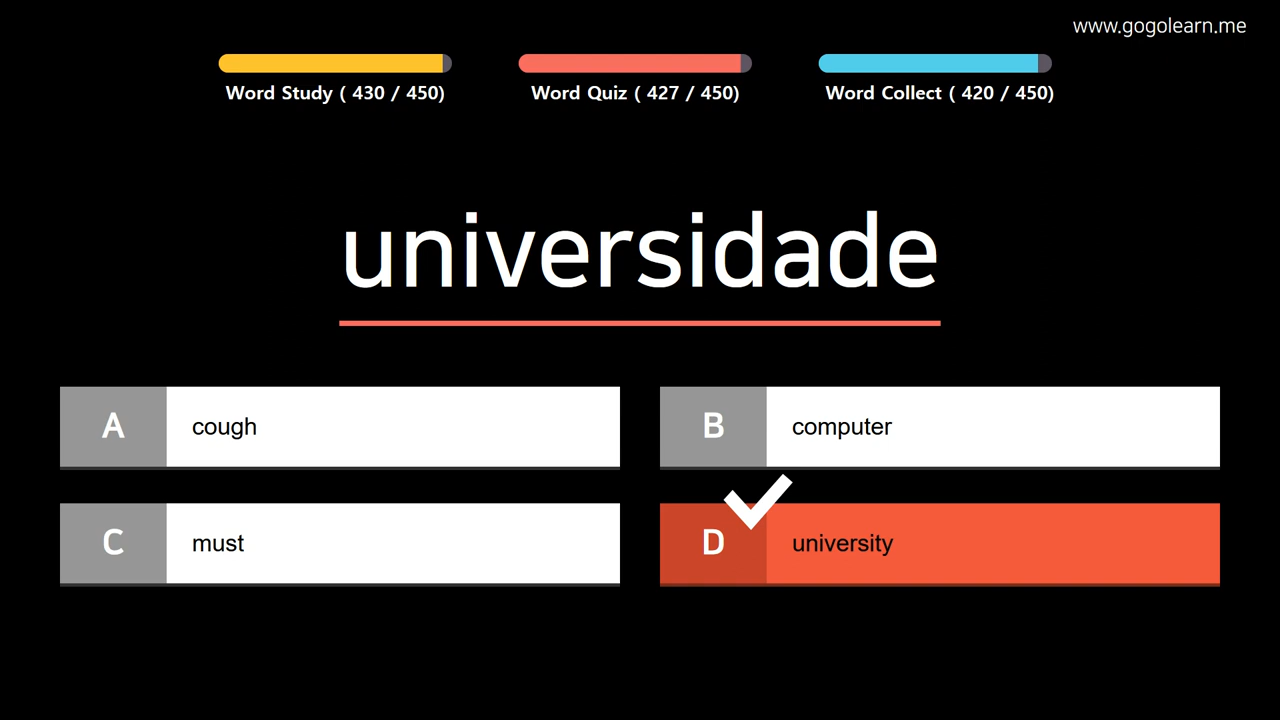 www.gogolearn.me
Word Study ( 430 / 450)
Word Quiz ( 427 / 450)
Word Collect ( 420 / 450)
universidade
A
cough
B
computer
C
must
D
university